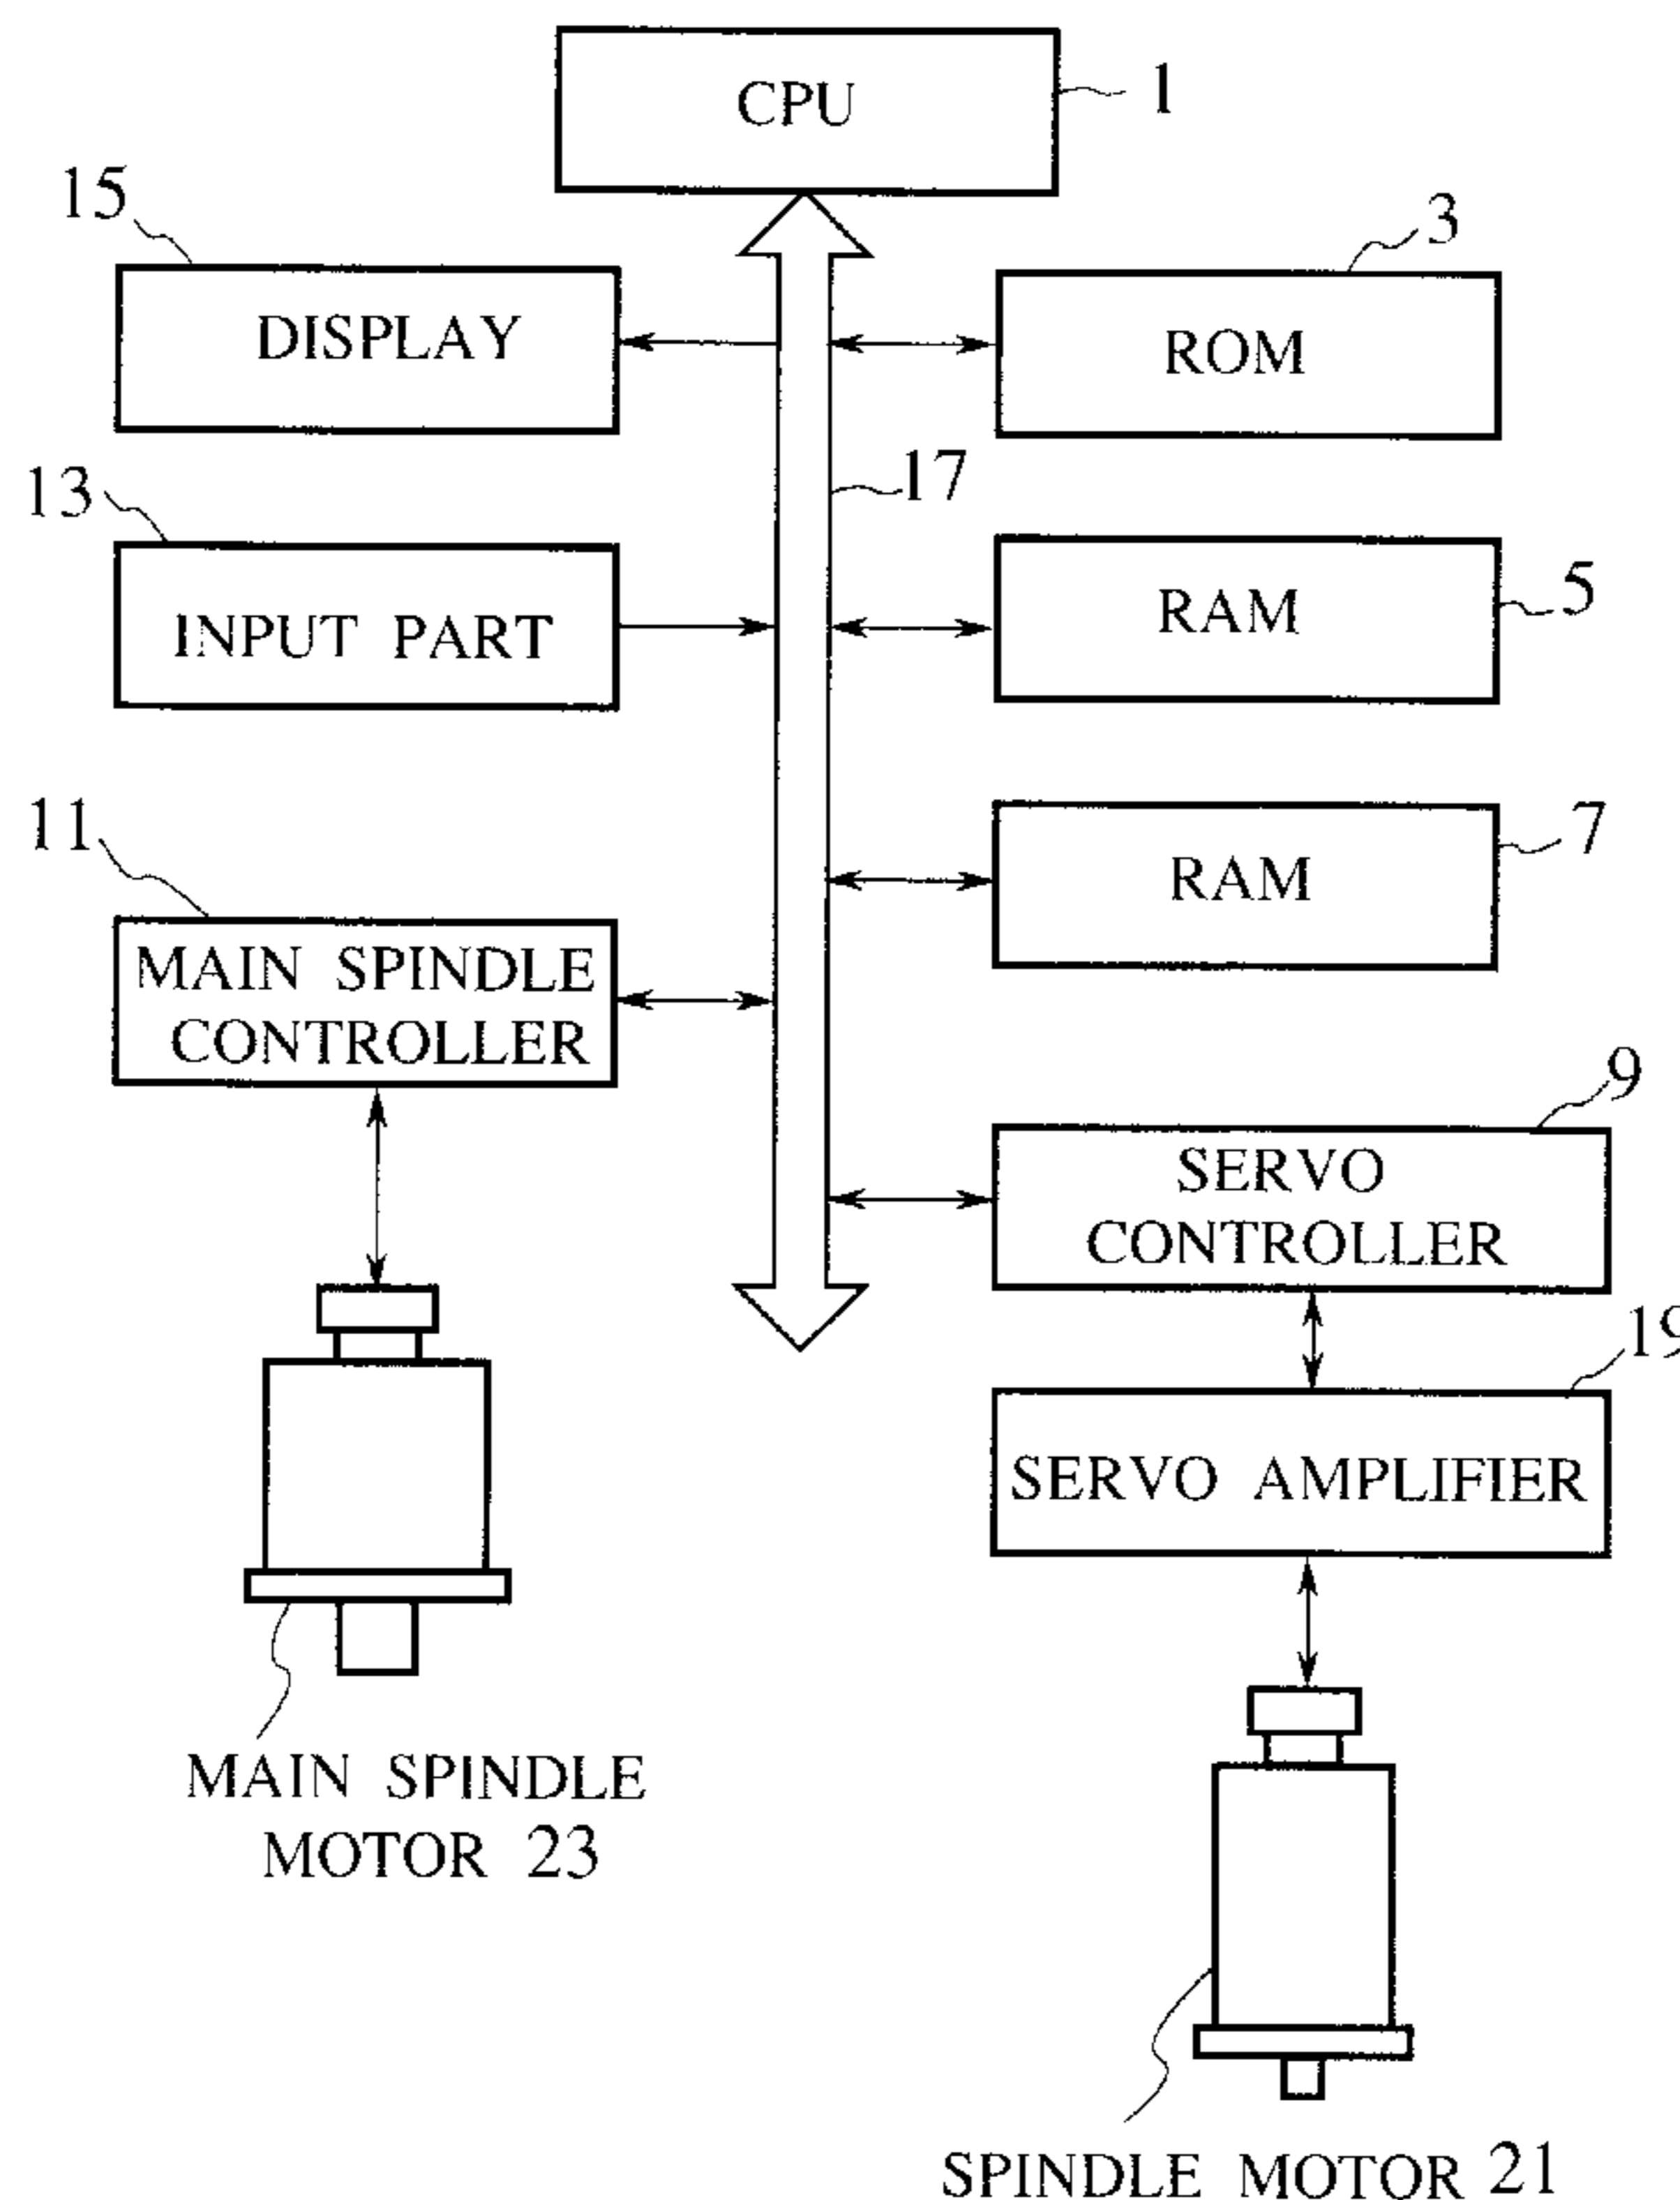 CPU
1
15
3
DISPLAY
ROM
13
17
INPUT PART
RAM
5
11
7
RAM
MAIN SPINDLE
CONTROLLER
9
SERVO
CONTROLLER
19
SERVO AMPLIFIER
MAIN SPINDLE
MOTOR 23
SPINDLE MOTOR 21